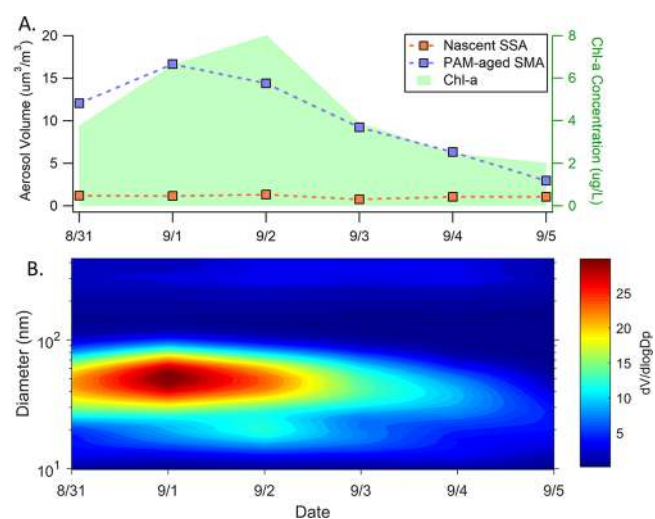 A.
Aerosol Volume (um³/m³)
20
15
10
5
0
Nascent SSA
PAM-aged SMA
Chl-a
8
6
4
2
0
Chl-a Concentration (ug/L)
8/31 9/1 9/2 9/3 9/4 9/5
B.
Diameter (nm)
10²
10¹
8/31 9/1 9/2 9/3 9/4 9/5
Date
25
20
15
10
5
dV/dlogDp